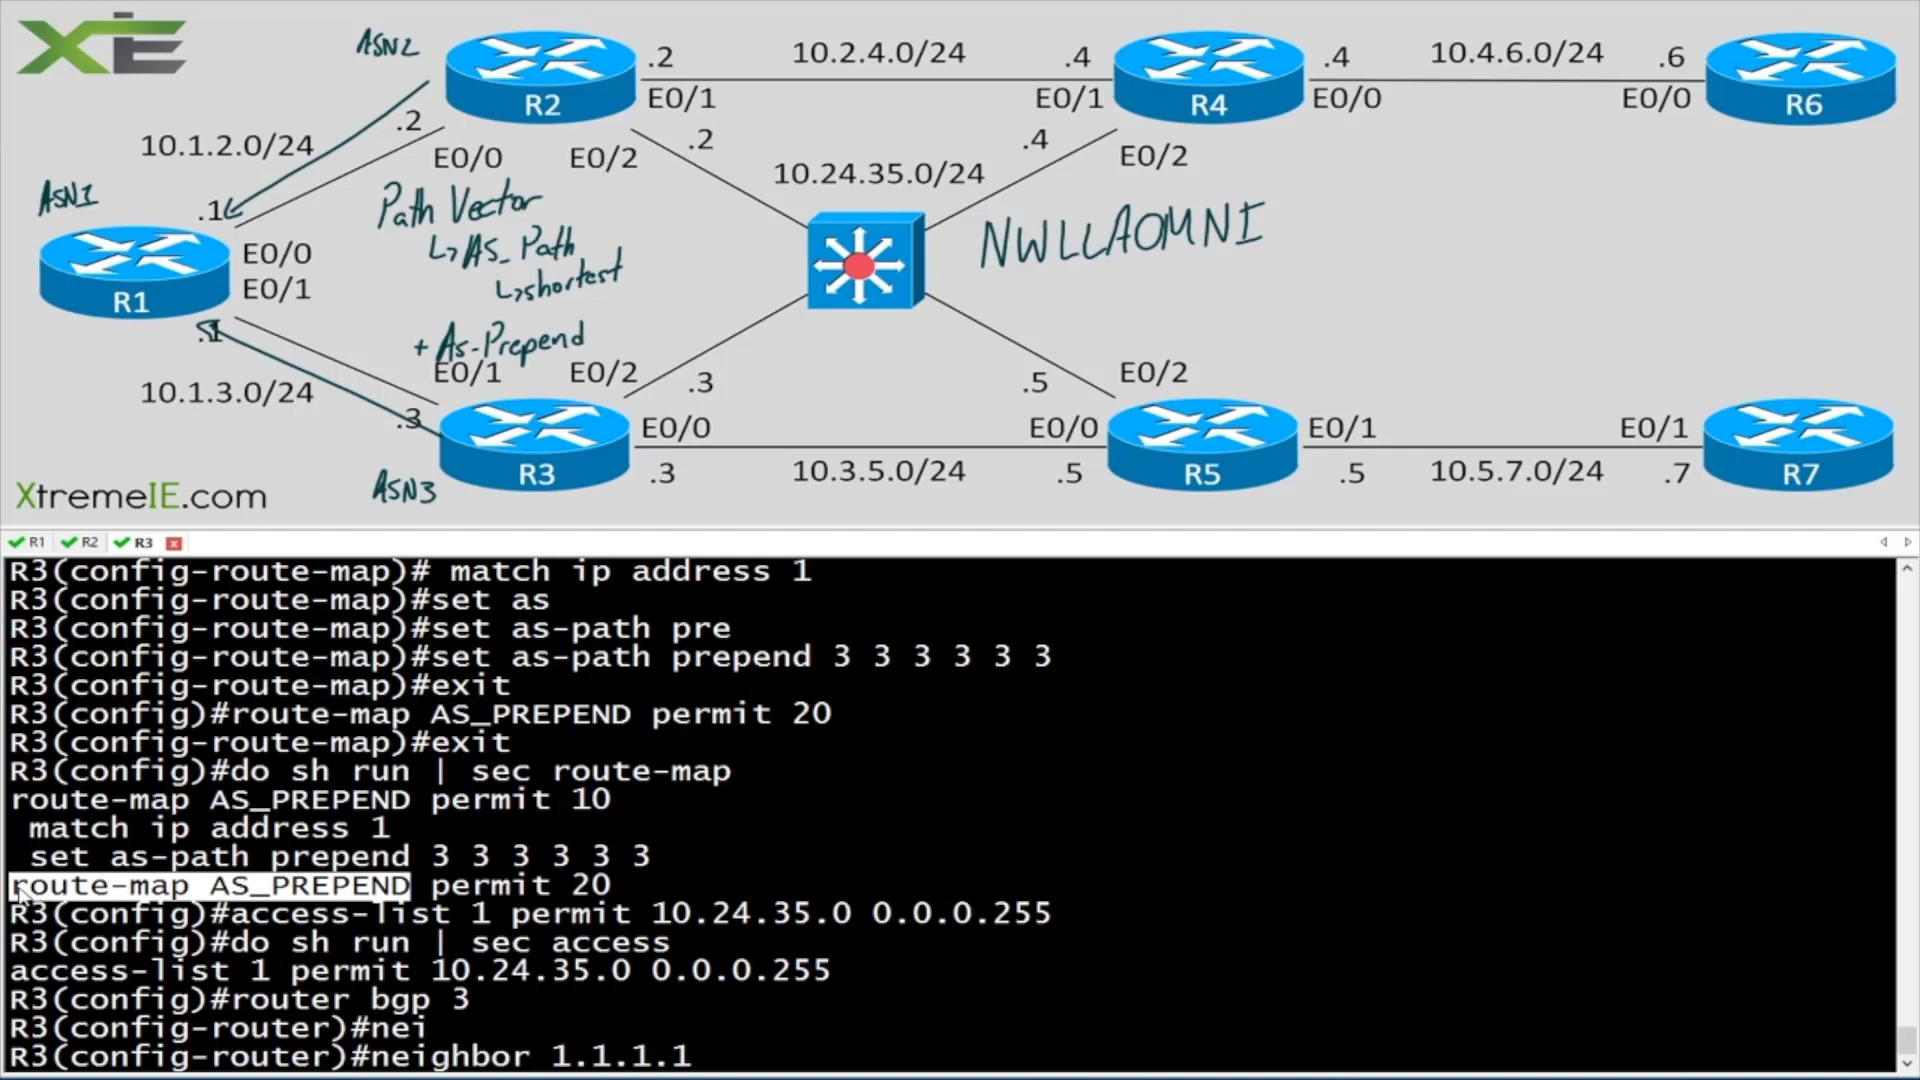 XIE
ASN2
R2
.2
10.2.4.0/24
.4
R4
.4
10.4.6.0/24
.6
R6
E0/1
E0/1
E0/0
E0/0
10.1.2.0/24
.2
E0/0
E0/2
.2
.4
E0/2
10.24.35.0/24
ASN1
.1
Path Vector
↳AS_Path
↳shortest
NWLLAOMNI
E0/0
E0/1
R1
.1
+ As-Prepend
E0/1
E0/2
.3
.5
E0/2
10.1.3.0/24
.3
R3
E0/0
E0/0
R5
E0/1
E0/1
R7
.3
10.3.5.0/24
.5
.5
10.5.7.0/24
.7
XtremeIE.com
ASN3
R1 R2 R3
R3(config-route-map)# match ip address 1
R3(config-route-map)#set as
R3(config-route-map)#set as-path pre
R3(config-route-map)#set as-path prepend 3 3 3 3 3 3
R3(config-route-map)#exit
R3(config)#route-map AS_PREPEND permit 20
R3(config-route-map)#exit
R3(config)#do sh run | sec route-map
route-map AS_PREPEND permit 10
match ip address 1
set as-path prepend 3 3 3 3 3 3
route-map AS_PREPEND permit 20
R3(config)#access-list 1 permit 10.24.35.0 0.0.0.255
R3(config)#do sh run | sec access
access-list 1 permit 10.24.35.0 0.0.0.255
R3(config)#router bgp 3
R3(config-router)#nei
R3(config-router)#neighbor 1.1.1.1